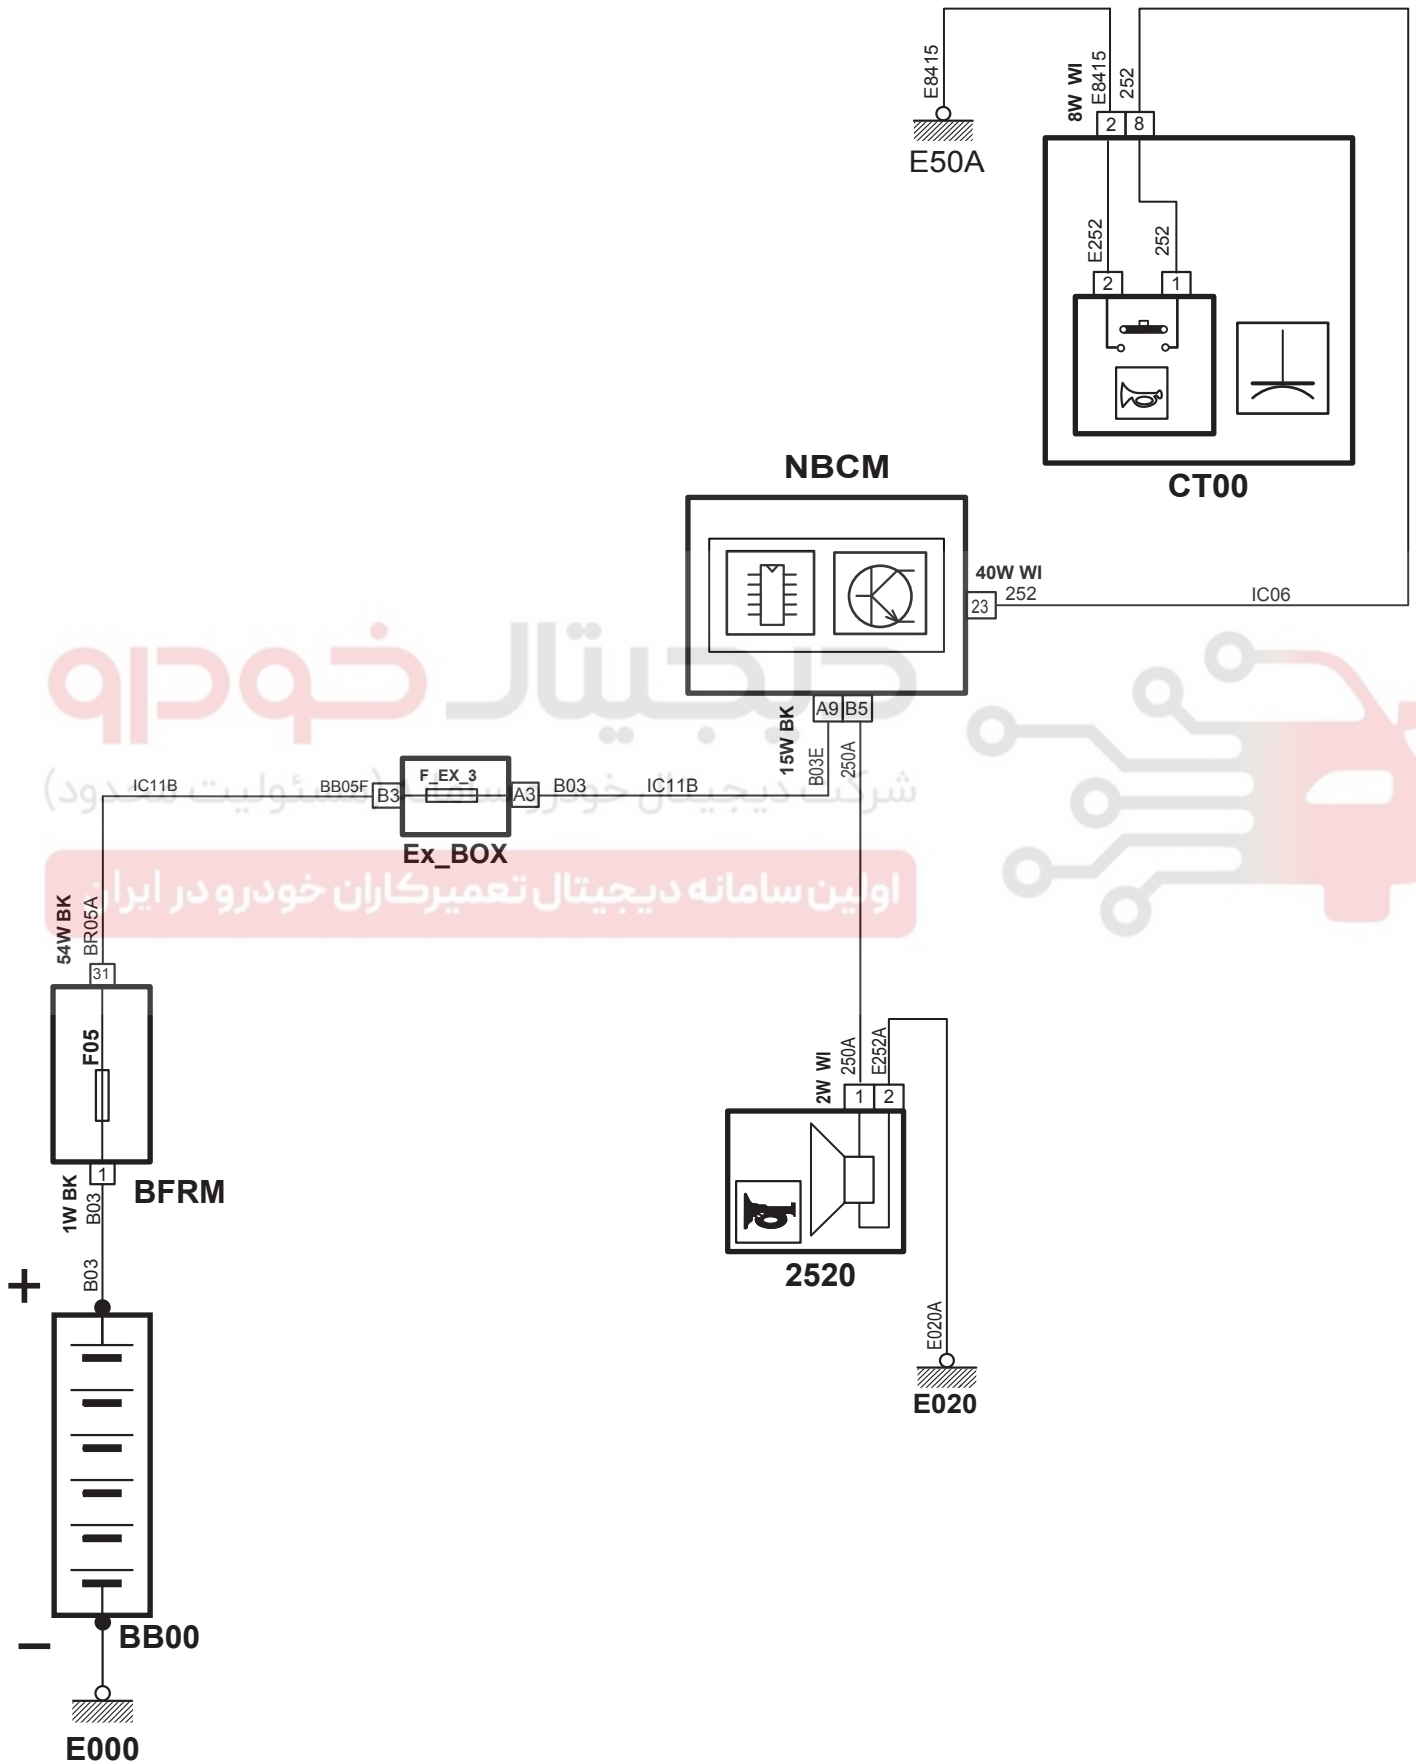 E8415
8W WI
E8415
252
2 8
E50A
E252
252
2 1
CT00
NBCM
40W WI
252
23
IC06
دیجیتال خودرو
A9 B5
15W BK
B03E
250A
شرکت دیجیتال خودرو سامانه (مسئولیت محدود)
IC11B
BB05F
B3
F_EX_3
A3
B03
IC11B
Ex_BOX
اولین سامانه دیجیتال تعمیرکاران خودرو در ایران
54W BK
BR05A
31
F05
1
BFRM
1W BK
B03
B03
2W WI
250A
E252A
1 2
2520
E020A
E020
+
BB00
–
E000